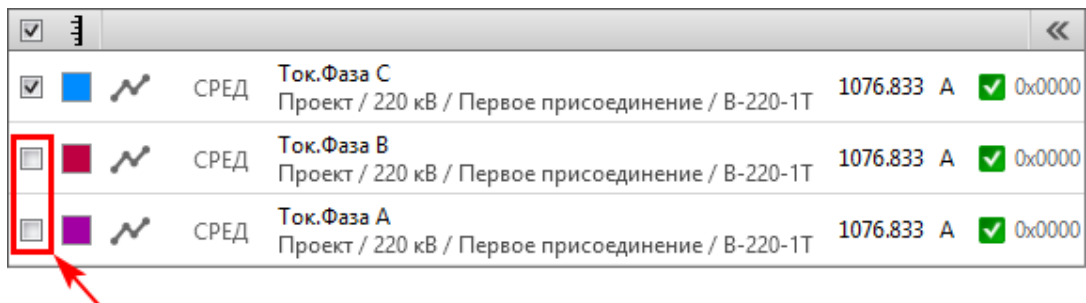 СРЕД Ток.Фаза C 1076.833 А 0x0000
Проект / 220 кВ / Первое присоединение / В-220-1Т
СРЕД Ток.Фаза B 1076.833 А 0x0000
Проект / 220 кВ / Первое присоединение / В-220-1Т
СРЕД Ток.Фаза A 1076.833 А 0x0000
Проект / 220 кВ / Первое присоединение / В-220-1Т